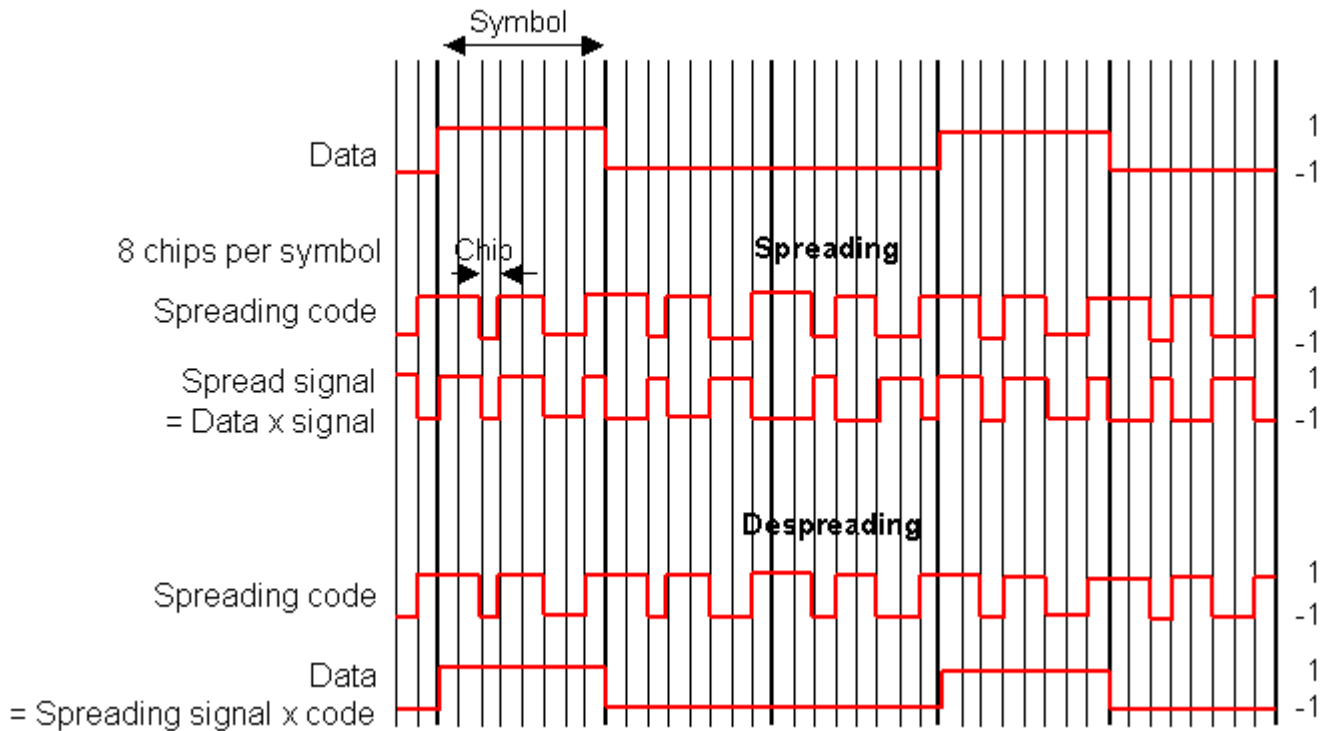 Symbol
Data
1
-1
8 chips per symbol
Chip
Spreading
Spreading code
1
-1
Spread signal
= Data x signal
1
-1
Despreading
Spreading code
1
-1
Data
= Spreading signal x code
1
-1